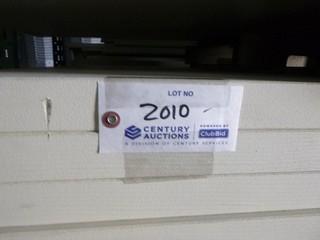 LOT NO
2010
CENTURY
AUCTIONS
POWERED BY
ClubBid
A DIVISION OF CENTURY SERVICES